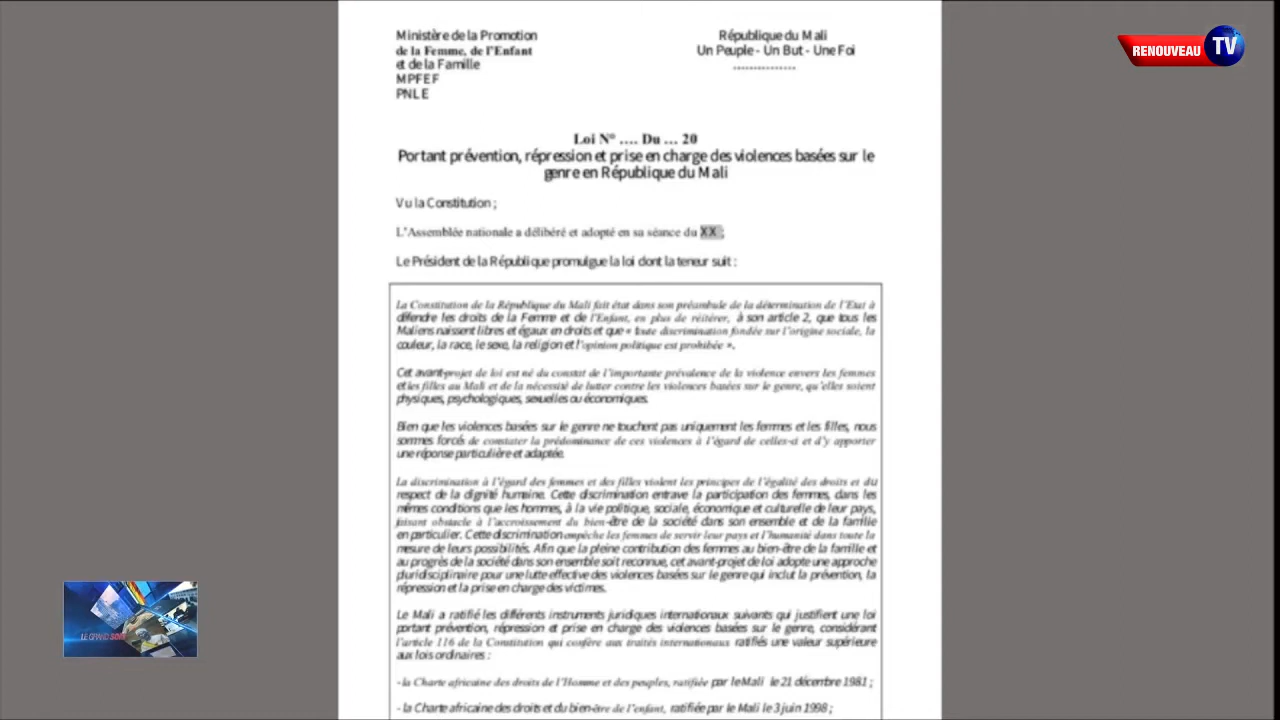 Ministère de la Promotion
de la Femme, de l'Enfant
et de la Famille
MPFEF
PNLE
République du Mali
Un Peuple - Un But - Une Foi
---------------
RENOUVEAU TV
Loi N° .... Du ... 20
Portant prévention, répression et prise en charge des violences basées sur le
genre en République du Mali
Vu la Constitution ;
L'Assemblée nationale a délibéré et adopté en sa séance du XX ;
Le Président de la République promulgue la loi dont la teneur suit :
La Constitution de la République du Mali fait état dans son préambule de la détermination de l'Etat à
défendre les droits de la Femme et de l'Enfant, en plus de réitérer, à son article 2, que tous les
Maliens naissent libres et égaux en droits et que « toute discrimination fondée sur l'origine sociale, la
couleur, la race, le sexe, la religion et l'opinion politique est prohibée ».
Cet avant-projet de loi est né du constat de l'importante prévalence de la violence envers les femmes
et les filles au Mali et de la nécessité de lutter contre les violences basées sur le genre, qu'elles soient
physiques, psychologiques, sexuelles ou économiques.
Bien que les violences basées sur le genre ne touchent pas uniquement les femmes et les filles, nous
sommes forcés de constater la prédominance de ces violences à l'égard de celles-ci et d'y apporter
une réponse particulière et adaptée.
La discrimination à l'égard des femmes et des filles violent les principes de l'égalité des droits et du
respect de la dignité humaine. Cette discrimination entrave la participation des femmes, dans les
mêmes conditions que les hommes, à la vie politique, sociale, économique et culturelle de leur pays,
faisant obstacle à l'accroissement du bien-être de la société dans son ensemble et de la famille
en particulier. Cette discrimination empêche les femmes de servir leur pays et l'humanité dans toute la
mesure de leurs possibilités. Afin que la pleine contribution des femmes au bien-être de la famille et
au progrès de la société dans son ensemble soit reconnue, cet avant-projet de loi adopte une approche
pluridisciplinaire pour une lutte effective des violences basées sur le genre qui inclut la prévention, la
répression et la prise en charge des victimes.
Le Mali a ratifié les différents instruments juridiques internationaux suivants qui justifient une loi
portant prévention, répression et prise en charge des violences basées sur le genre, considérant
l'article 116 de la Constitution qui confère aux traités internationaux ratifiés une valeur supérieure
aux lois ordinaires :
- la Charte africaine des droits de l'Homme et des peuples, ratifiée par le Mali le 21 décembre 1981 ;
- la Charte africaine des droits et du bien-être de l'enfant, ratifiée par le Mali le 3 juin 1998 ;
LE GRAND SOIR